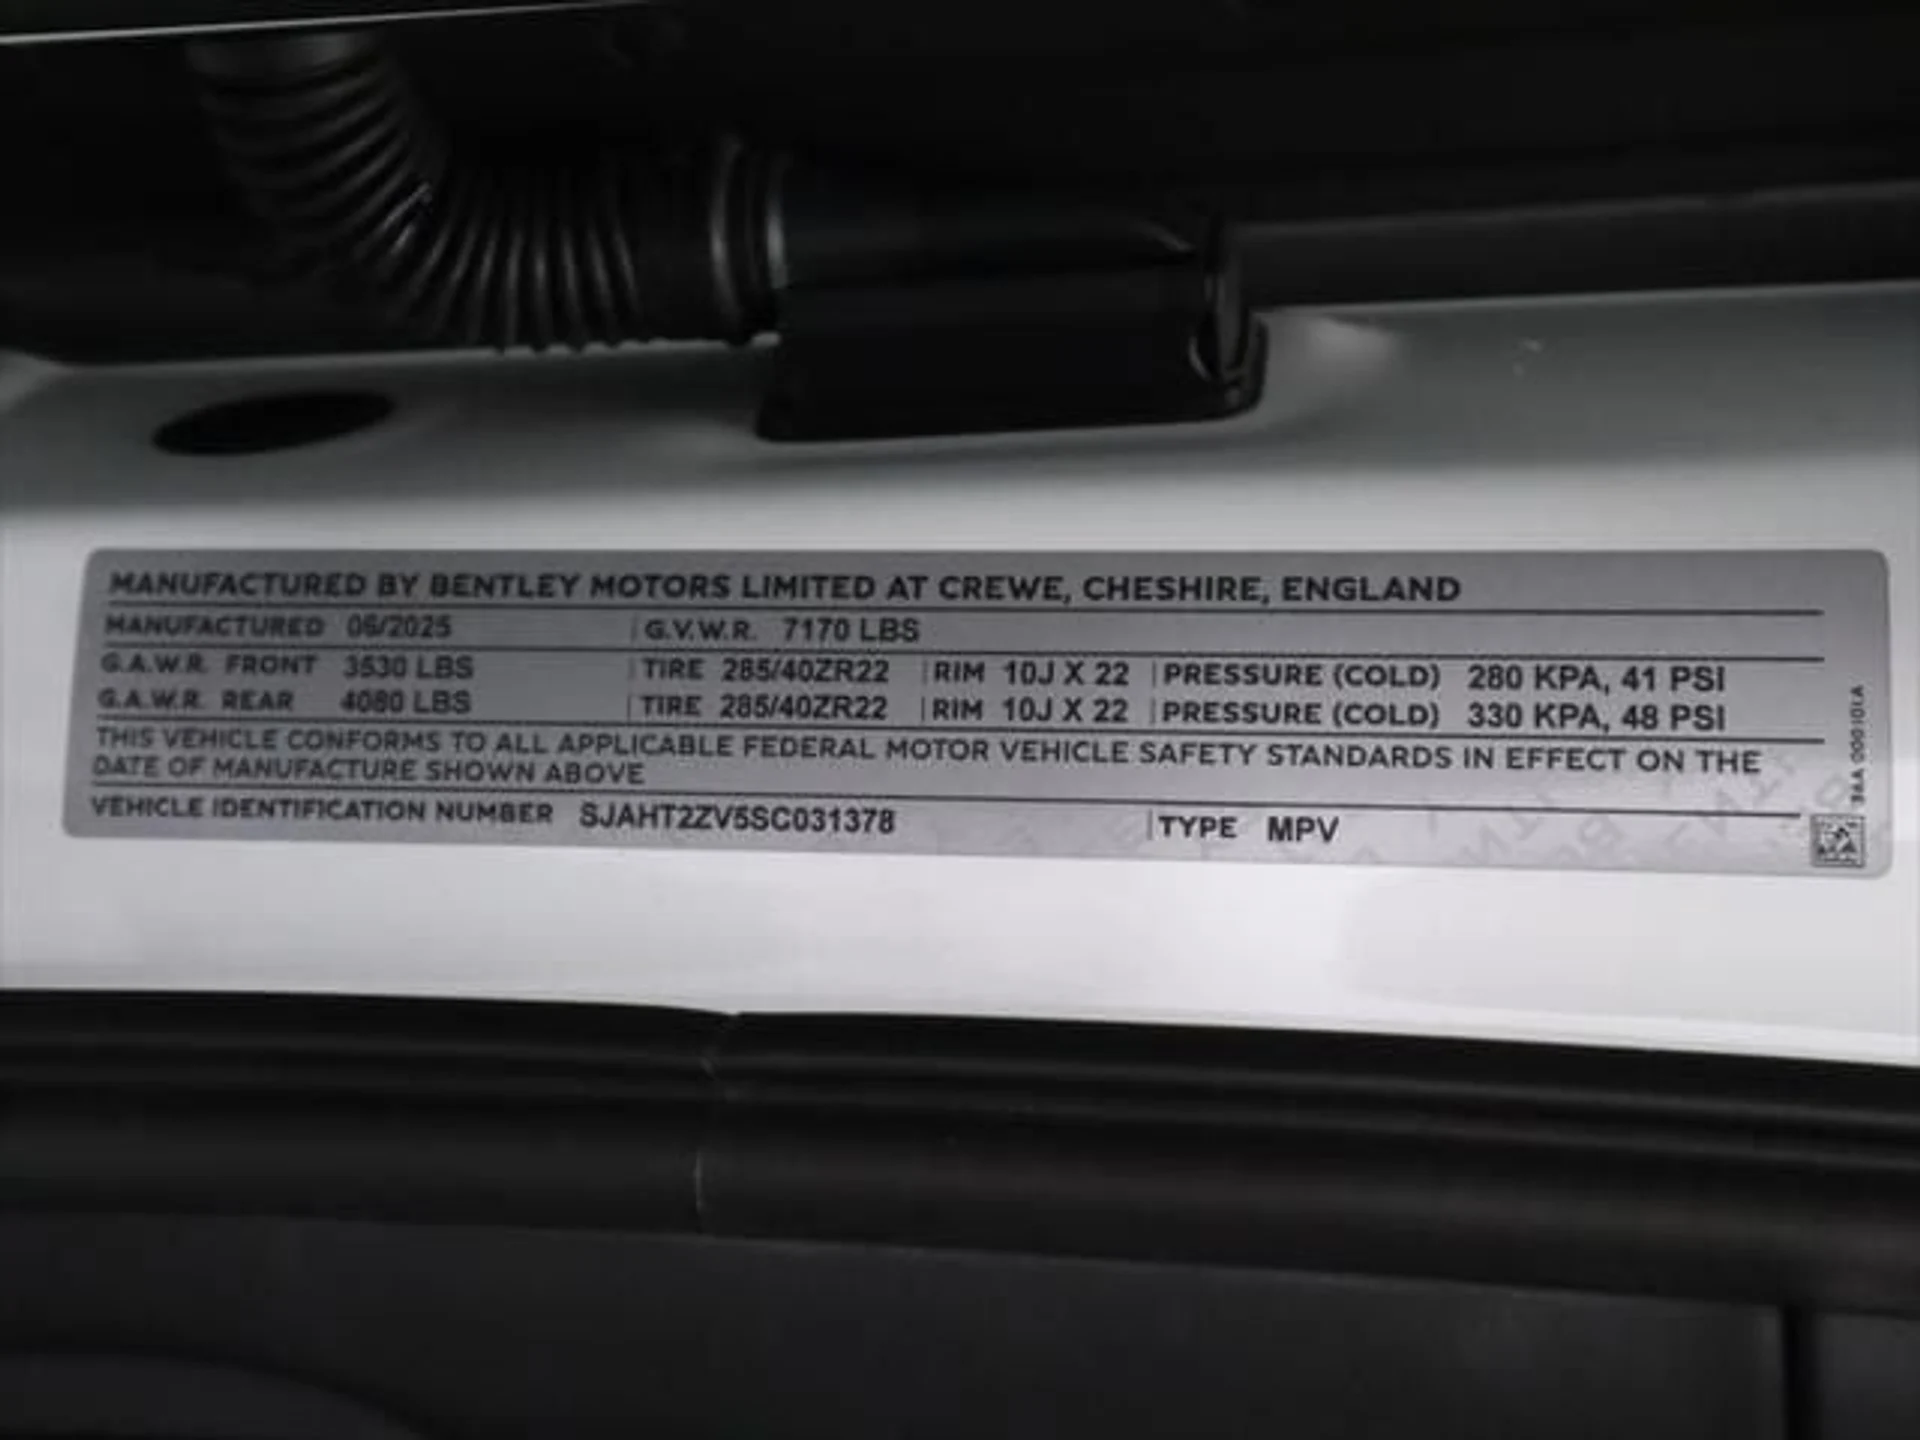 MANUFACTURED BY BENTLEY MOTORS LIMITED AT CREWE, CHESHIRE, ENGLAND
MANUFACTURED 06/2025 G.V.W.R. 7170 LBS
G.A.W.R. FRONT 3530 LBS TIRE 285/40ZR22 RIM 10J X 22 PRESSURE (COLD) 280 KPA, 41 PSI
G.A.W.R. REAR 4080 LBS TIRE 285/40ZR22 RIM 10J X 22 PRESSURE (COLD) 330 KPA, 48 PSI
THIS VEHICLE CONFORMS TO ALL APPLICABLE FEDERAL MOTOR VEHICLE SAFETY STANDARDS IN EFFECT ON THE
DATE OF MANUFACTURE SHOWN ABOVE
VEHICLE IDENTIFICATION NUMBER SJAHT2ZV5SC031378 TYPE MPV